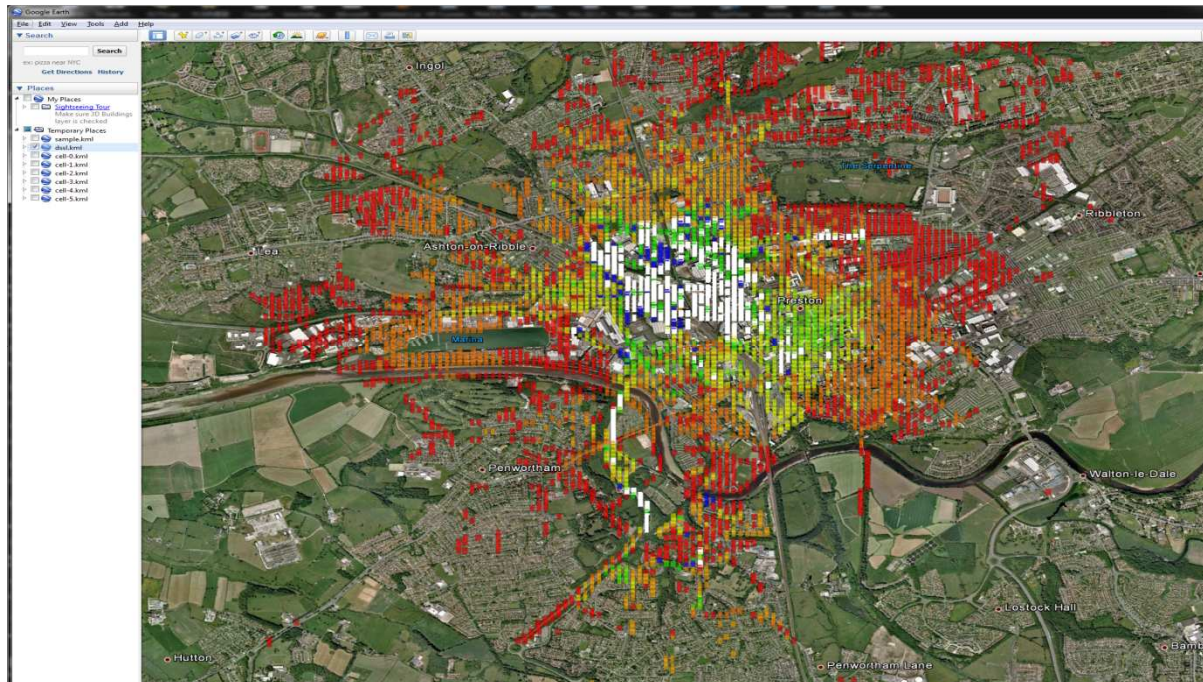 Google Earth
File Edit View Tools Add Help
Search
Search
ex: pizza near NYC
Get Directions History
Places
My Places
Sightseeing Tour
Make sure 3D Buildings
layer is checked
Temporary Places
sample.kml
dssl.kml
cell-0.kml
cell-1.kml
cell-2.kml
cell-3.kml
cell-4.kml
cell-5.kml
Ingol
The Serpentine
Ribbleton
Ashton-on-Ribble
Lea
Preston
Marina
Penwortham
Walton-le-Dale
Lostock Hall
Bamb
Hutton
Penwortham Lane